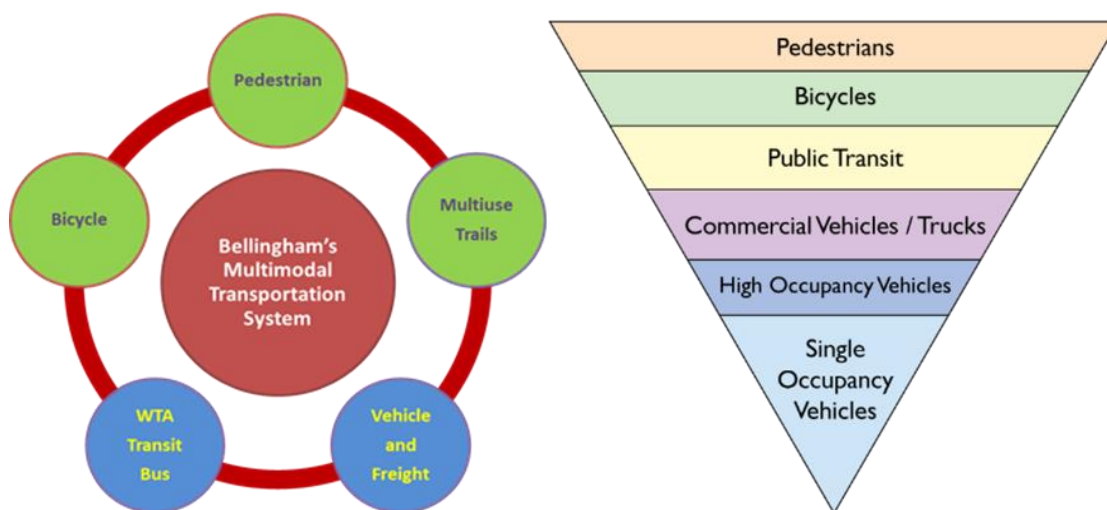 Pedestrian
Bicycle
Multiuse
Trails
Bellingham's
Multimodal
Transportation
System
WTA
Transit
Bus
Vehicle
and
Freight
Pedestrians
Bicycles
Public Transit
Commercial Vehicles / Trucks
High Occupancy Vehicles
Single
Occupancy
Vehicles